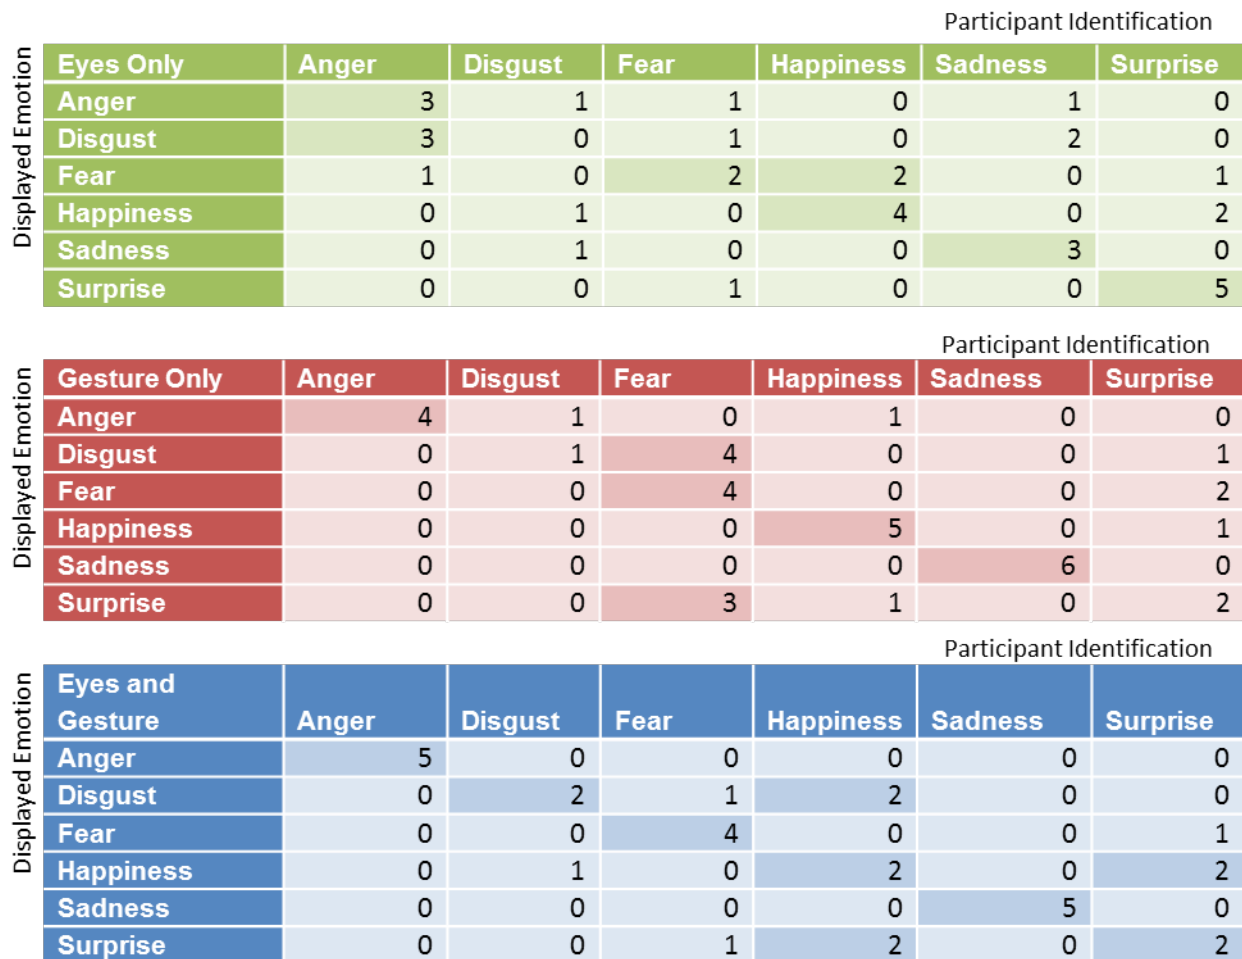 Participant Identification
Displayed Emotion
Eyes Only Anger Disgust Fear Happiness Sadness Surprise
Anger 3 1 1 0 1 0
Disgust 3 0 1 0 2 0
Fear 1 0 2 2 0 1
Happiness 0 1 0 4 0 2
Sadness 0 1 0 0 3 0
Surprise 0 0 1 0 0 5
Participant Identification
Displayed Emotion
Gesture Only Anger Disgust Fear Happiness Sadness Surprise
Anger 4 1 0 1 0 0
Disgust 0 1 4 0 0 1
Fear 0 0 4 0 0 2
Happiness 0 0 0 5 0 1
Sadness 0 0 0 0 6 0
Surprise 0 0 3 1 0 2
Participant Identification
Displayed Emotion
Eyes and
Gesture Anger Disgust Fear Happiness Sadness Surprise
Anger 5 0 0 0 0 0
Disgust 0 2 1 2 0 0
Fear 0 0 4 0 0 1
Happiness 0 1 0 2 0 2
Sadness 0 0 0 0 5 0
Surprise 0 0 1 2 0 2